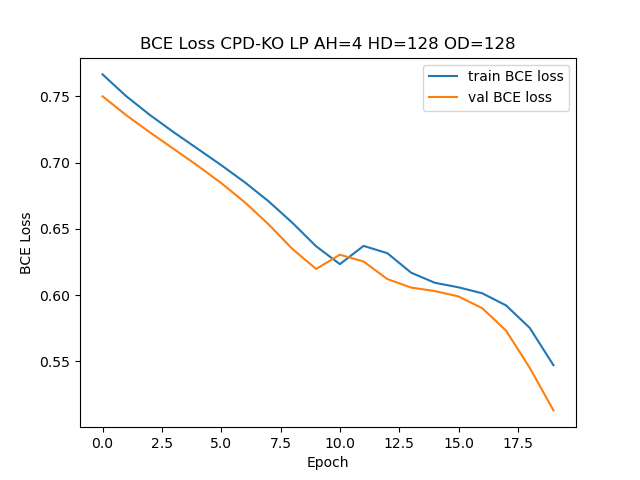 BCE Loss CPD-KO LP AH=4 HD=128 OD=128
train BCE loss
val BCE loss
BCE Loss
0.75
0.70
0.65
0.60
0.55
0.0 2.5 5.0 7.5 10.0 12.5 15.0 17.5
Epoch